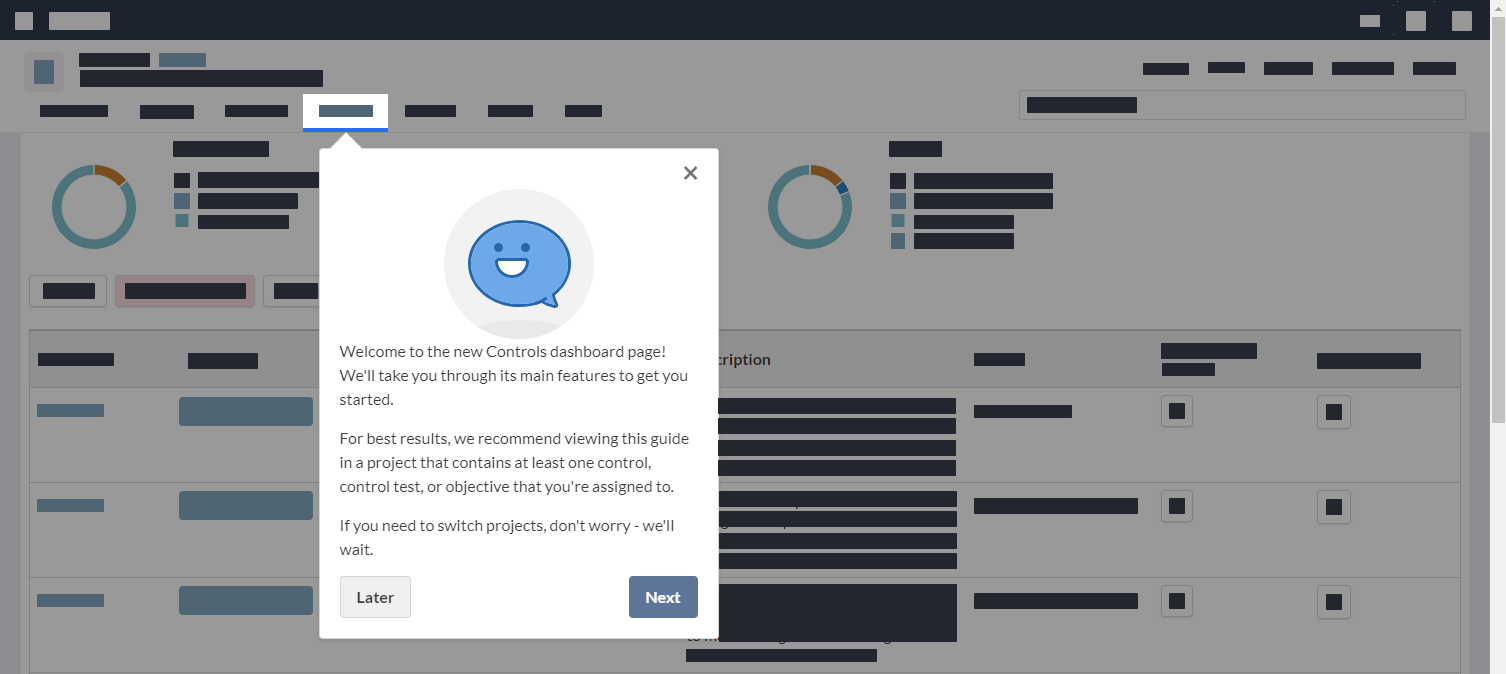 Welcome to the new Controls dashboard page!
We'll take you through its main features to get you
started.
For best results, we recommend viewing this guide
in a project that contains at least one control,
control test, or objective that you're assigned to.
If you need to switch projects, don't worry - we'll
wait.
Later
Next